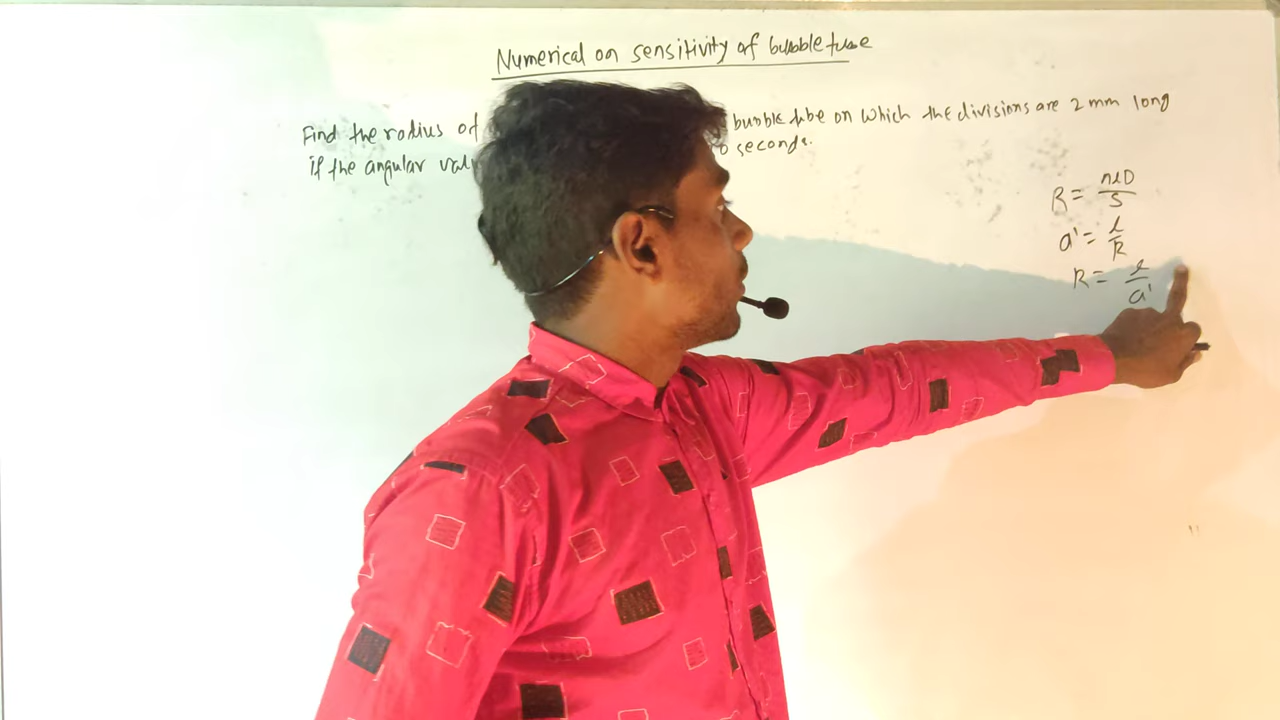 Numerical on sensitivity of bubble tube
Find the radius of bubble tube on which the divisions are 2 mm long
if the angular val 0 seconds.
R = nlD/S
a' = l/R
R = l/a'